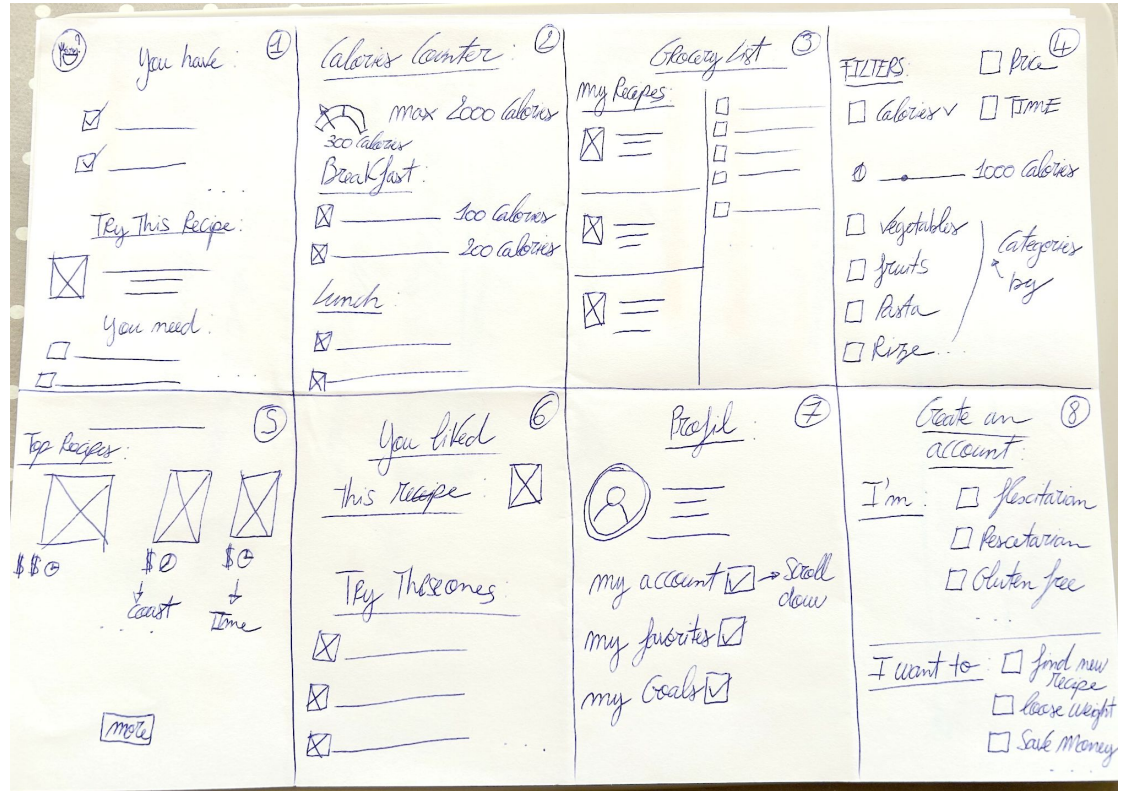 You have : 1
Try This Recipe:
You need :
Calories Counter : 2
max 2000 Calories
300 Calories
Breakfast :
100 Calories
200 Calories
Lunch :
Grocery List 3
My Recipes:
4
FILTERS: Price
Calories TIME
1000 Calories
Vegetables
fruits
Pasta
Rize ....
Categories
by
5
Top Recipes :
$$
$ $
Coast Time
more
You liked 6
this recipe :
Try These ones:
Profil : 7
my account → Scroll
down
my favorites
my Goals
Create an 8
account :
I'm : flexitarian
Pescetarian
Gluten free
....
I want to : find new
recipe
loose weight
Save Money
....